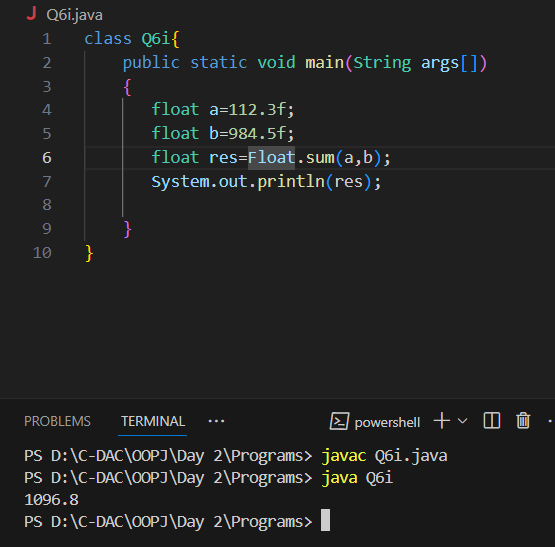 J Q6i.java
1 class Q6i{
2 public static void main(String args[])
3 {
4 float a=112.3f;
5 float b=984.5f;
6 float res=Float.sum(a,b);
7 System.out.println(res);
8
9 }
10 }
PROBLEMS TERMINAL ··· powershell
PS D:\C-DAC\OOPJ\Day 2\Programs> javac Q6i.java
PS D:\C-DAC\OOPJ\Day 2\Programs> java Q6i
1096.8
PS D:\C-DAC\OOPJ\Day 2\Programs>